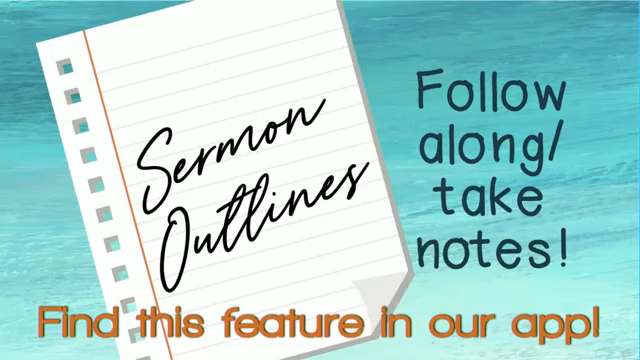 Sermon
Outlines
Follow
along/
take
notes!
Find this feature in our app!